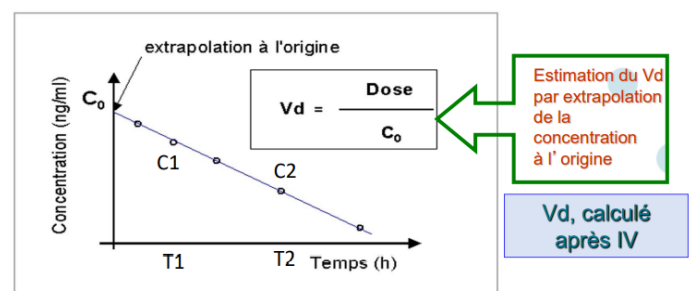 extrapolation à l'origine
Concentration (ng/ml)
C₀
Vd = Dose / C₀
C1
C2
T1
T2
Temps (h)
Estimation du Vd
par extrapolation
de la
concentration
à l'origine
Vd, calculé
après IV